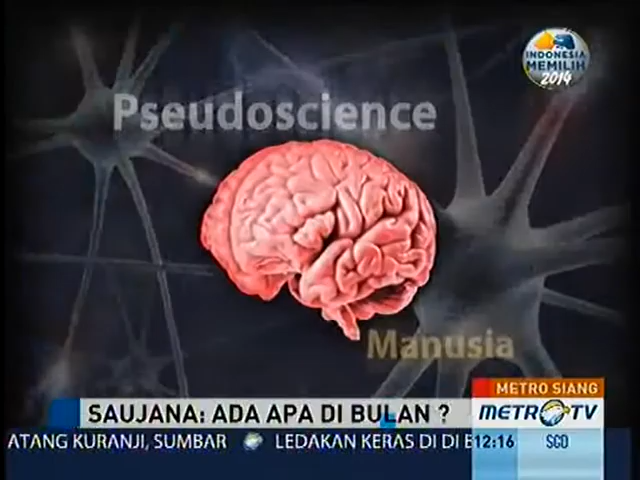 INDONESIA
MEMILIH
2014
Pseudoscience
Manusia
METRO SIANG
SAUJANA: ADA APA DI BULAN ?
METRO TV
ATANG KURANJI, SUMBAR LEDAKAN KERAS DI DI B
12:16
SGD